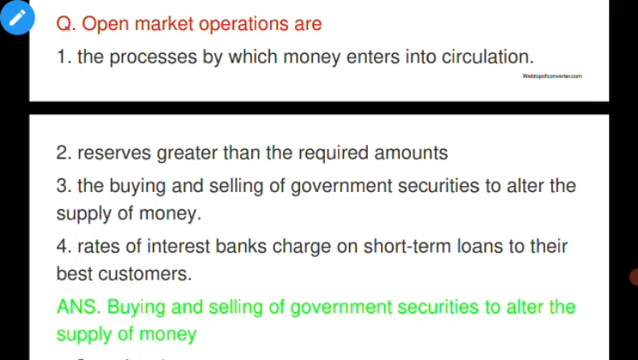 Q. Open market operations are
1. the processes by which money enters into circulation.
Webtopdfconverter.com
2. reserves greater than the required amounts
3. the buying and selling of government securities to alter the
supply of money.
4. rates of interest banks charge on short-term loans to their
best customers.
ANS. Buying and selling of government securities to alter the
supply of money